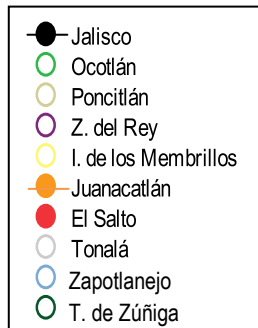 Jalisco
Ocotlán
Poncitlán
Z. del Rey
I. de los Membrillos
Juanacatlán
El Salto
Tonalá
Zapotlanejo
T. de Zúñiga